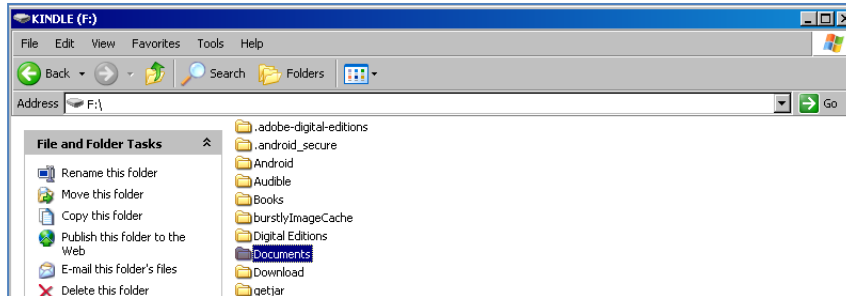 KINDLE (F:)
File Edit View Favorites Tools Help
Back Search Folders
Address F:\ Go
File and Folder Tasks
Rename this folder
Move this folder
Copy this folder
Publish this folder to the
Web
E-mail this folder's files
Delete this folder
.adobe-digital-editions
.android_secure
Android
Audible
Books
burstlyImageCache
Digital Editions
Documents
Download
getjar